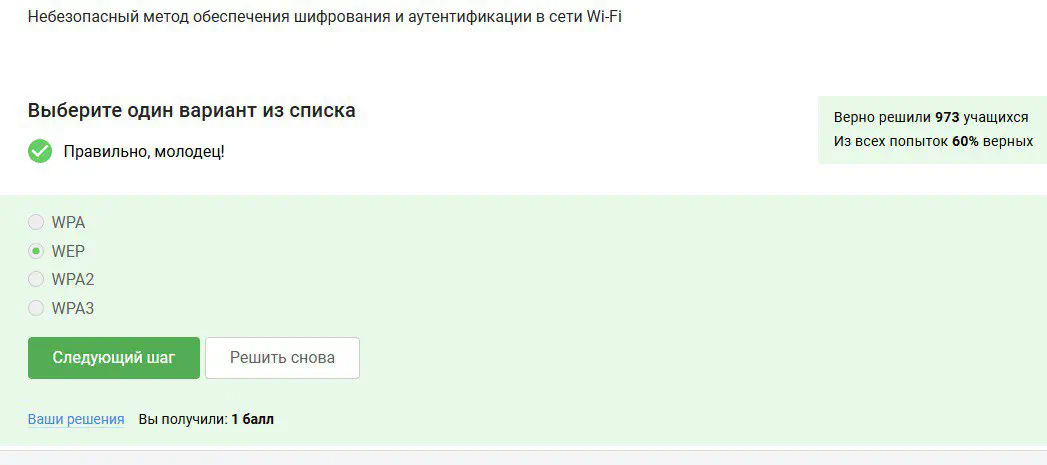 Небезопасный метод обеспечения шифрования и аутентификации в сети Wi-Fi
Выберите один вариант из списка
Правильно, молодец!
Верно решили 973 учащихся
Из всех попыток 60% верных
WPA
WEP
WPA2
WPA3
Следующий шаг
Решить снова
Ваши решения Вы получили: 1 балл